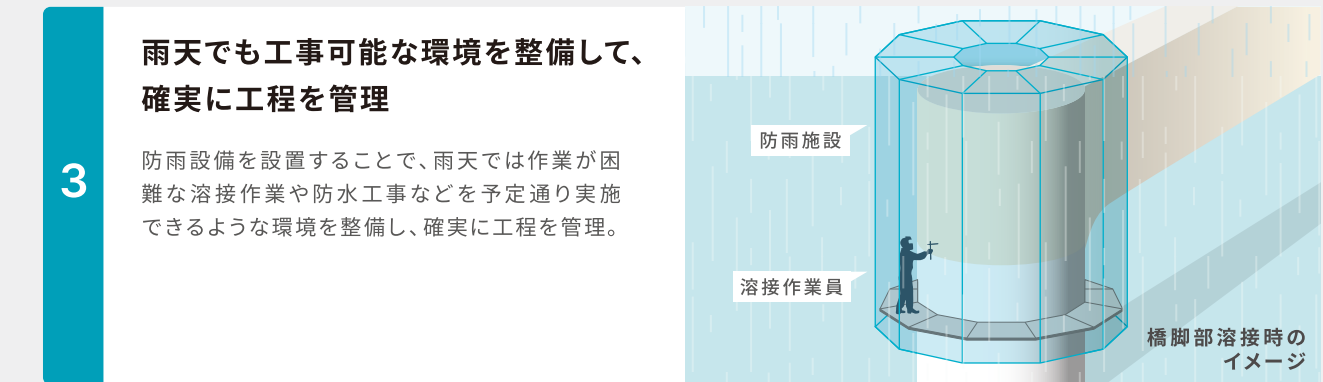 3
雨天でも工事可能な環境を整備して、
確実に工程を管理
防雨設備を設置することで、雨天では作業が困
難な溶接作業や防水工事などを予定通り実施
できるような環境を整備し、確実に工程を管理。
防雨施設
溶接作業員
橋脚部溶接時の
イメージ